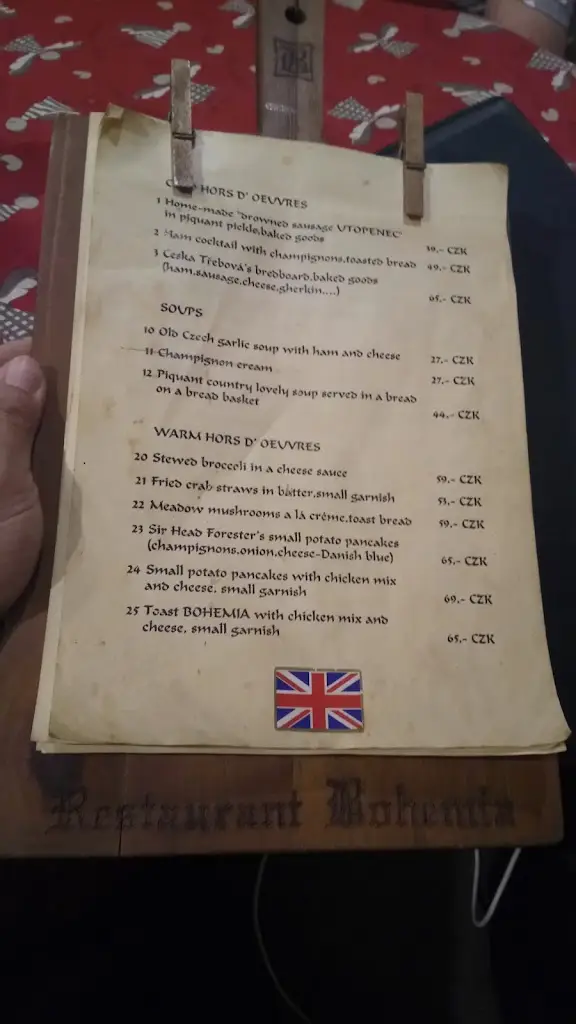 HORS D' OEUVRES
1 Home-made "drowned sausage UTOPENEC"
in piquant pickle,baked goods 39,- CZK
2 Ham cocktail with champignons,toasted bread 49,- CZK
3 Ceska Třebová's bredboard,baked goods
(ham,sausage,cheese,gherkin,...) 65,- CZK
SOUPS
10 Old Czech garlic soup with ham and cheese 27,- CZK
11 Champignon cream 27,- CZK
12 Piquant country lovely soup served in a bread
on a bread basket 44,- CZK
WARM HORS D' OEUVRES
20 Stewed broccoli in a cheese sauce 59,- CZK
21 Fried crab straws in batter,small garnish 53,- CZK
22 Meadow mushrooms a lá créme,toast bread 59,- CZK
23 Sir Head Forester's small potato pancakes
(champignons,onion,cheese-Danish blue) 65,- CZK
24 Small potato pancakes with chicken mix
and cheese, small garnish 69,- CZK
25 Toast BOHEMIA with chicken mix and
cheese, small garnish 65,- CZK
Restaurant Bohemia